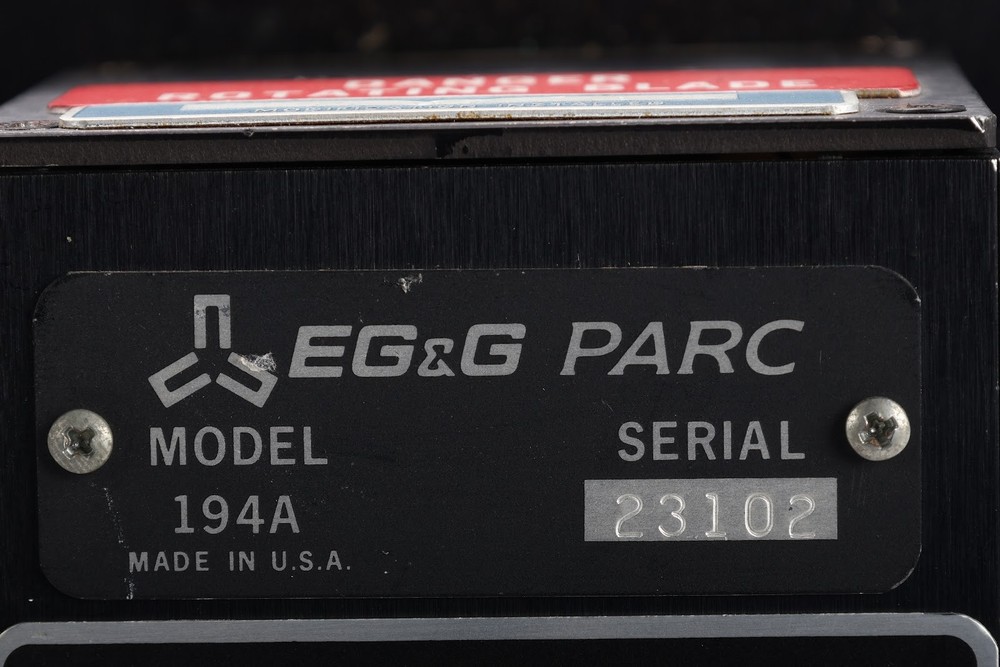 DANGER
ROTATING BLADE
EG&G PARC
MODEL
SERIAL
194A
23102
MADE IN U.S.A.